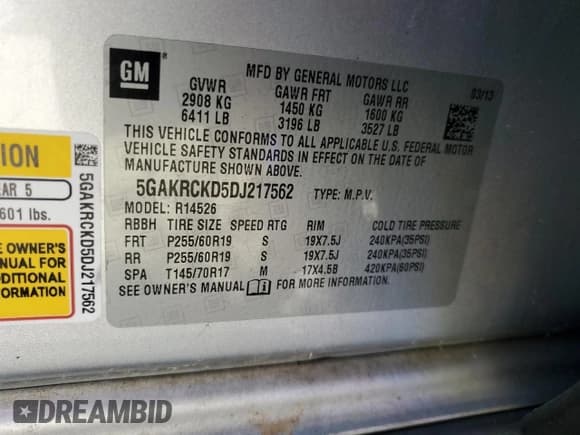 GM
MFD BY GENERAL MOTORS LLC
03/13
GVWR GAWR FRT GAWR RR
2908 KG 1450 KG 1600 KG
6411 LB 3196 LB 3527 LB
THIS VEHICLE CONFORMS TO ALL APPLICABLE U.S. FEDERAL MOTOR
VEHICLE SAFETY STANDARDS IN EFFECT ON THE DATE OF
MANUFACTURE SHOWN ABOVE.
5GAKRCKD5DJ217562 TYPE: M.P.V.
MODEL: R14526
RBBH TIRE SIZE SPEED RTG RIM COLD TIRE PRESSURE
FRT P255/60R19 S 19X7.5J 240KPA(35PSI)
RR P255/60R19 S 19X7.5J 240KPA(35PSI)
SPA T145/70R17 M 17X4.5B 420KPA(60PSI)
SEE OWNER'S MANUAL FOR MORE INFORMATION
TION
EAR 5
601 lbs.
E OWNER'S
NUAL FOR
DDITIONAL
FORMATION
5GAKRCKD5DJ217562
DREAMBID